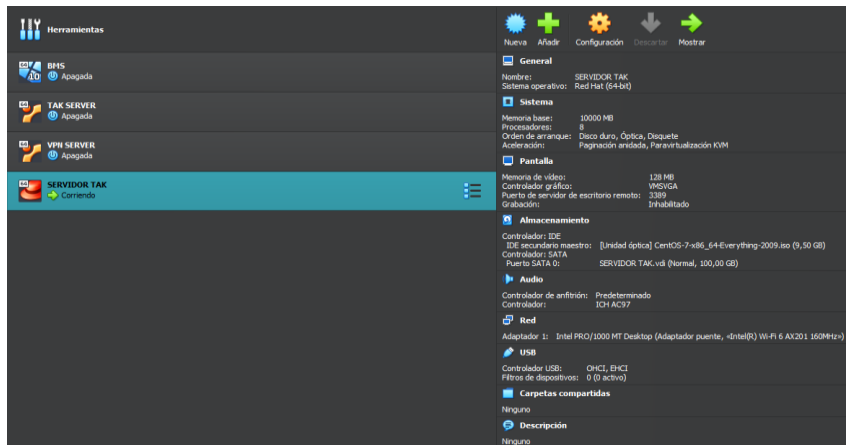 Herramientas
BMS
Apagada
TAK SERVER
Apagada
VPN SERVER
Apagada
SERVIDOR TAK
Corriendo
Nueva Añadir Configuración Descartar Mostrar
General
Nombre: SERVIDOR TAK
Sistema operativo: Red Hat (64-bit)
Sistema
Memoria base: 10000 MB
Procesadores: 8
Orden de arranque: Disco duro, Óptica, Disquete
Aceleración: Paginación anidada, Paravirtualización KVM
Pantalla
Memoria de vídeo: 128 MB
Controlador gráfico: VMSVGA
Puerto de servidor de escritorio remoto: 3389
Grabación: Inhabilitado
Almacenamiento
Controlador: IDE
IDE secundario maestro: [Unidad óptica] CentOS-7-x86_64-Everything-2009.iso (9,50 GB)
Controlador: SATA
Puerto SATA 0: SERVIDOR TAK.vdi (Normal, 100,00 GB)
Audio
Controlador de anfitrión: Predeterminado
Controlador: ICH AC97
Red
Adaptador 1: Intel PRO/1000 MT Desktop (Adaptador puente, «Intel(R) Wi-Fi 6 AX201 160MHz»)
USB
Controlador USB: OHCI, EHCI
Filtros de dispositivos: 0 (0 activo)
Carpetas compartidas
Ninguno
Descripción
Ninguno